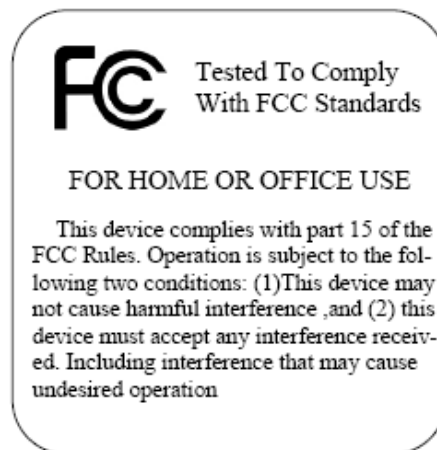 FC Tested To Comply
With FCC Standards
FOR HOME OR OFFICE USE
This device complies with part 15 of the
FCC Rules. Operation is subject to the fol-
lowing two conditions: (1)This device may
not cause harmful interference ,and (2) this
device must accept any interference receiv-
ed. Including interference that may cause
undesired operation